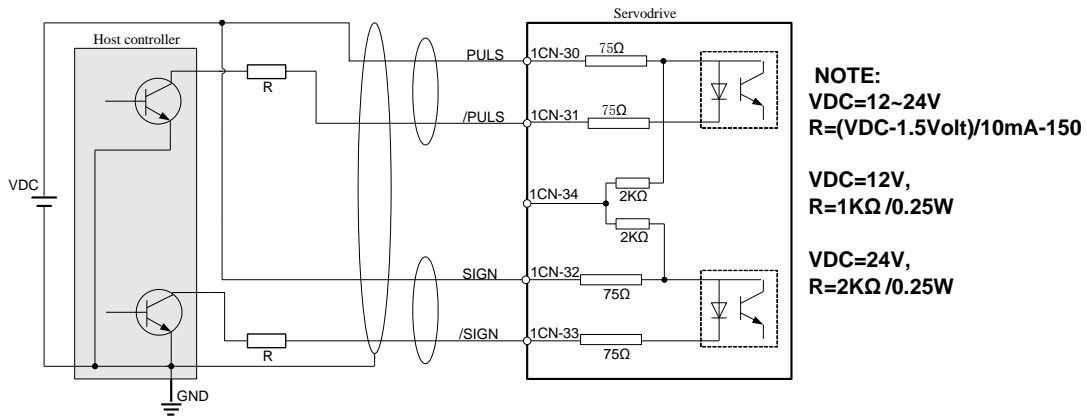 Servodrive
Host controller
PULS
1CN-30
75Ω
R
/PULS
1CN-31
75Ω
VDC
1CN-34
2KΩ
2KΩ
SIGN
1CN-32
75Ω
R
/SIGN
1CN-33
75Ω
GND
NOTE:
VDC=12~24V
R=(VDC-1.5Volt)/10mA-150
VDC=12V,
R=1KΩ/0.25W
VDC=24V,
R=2KΩ/0.25W